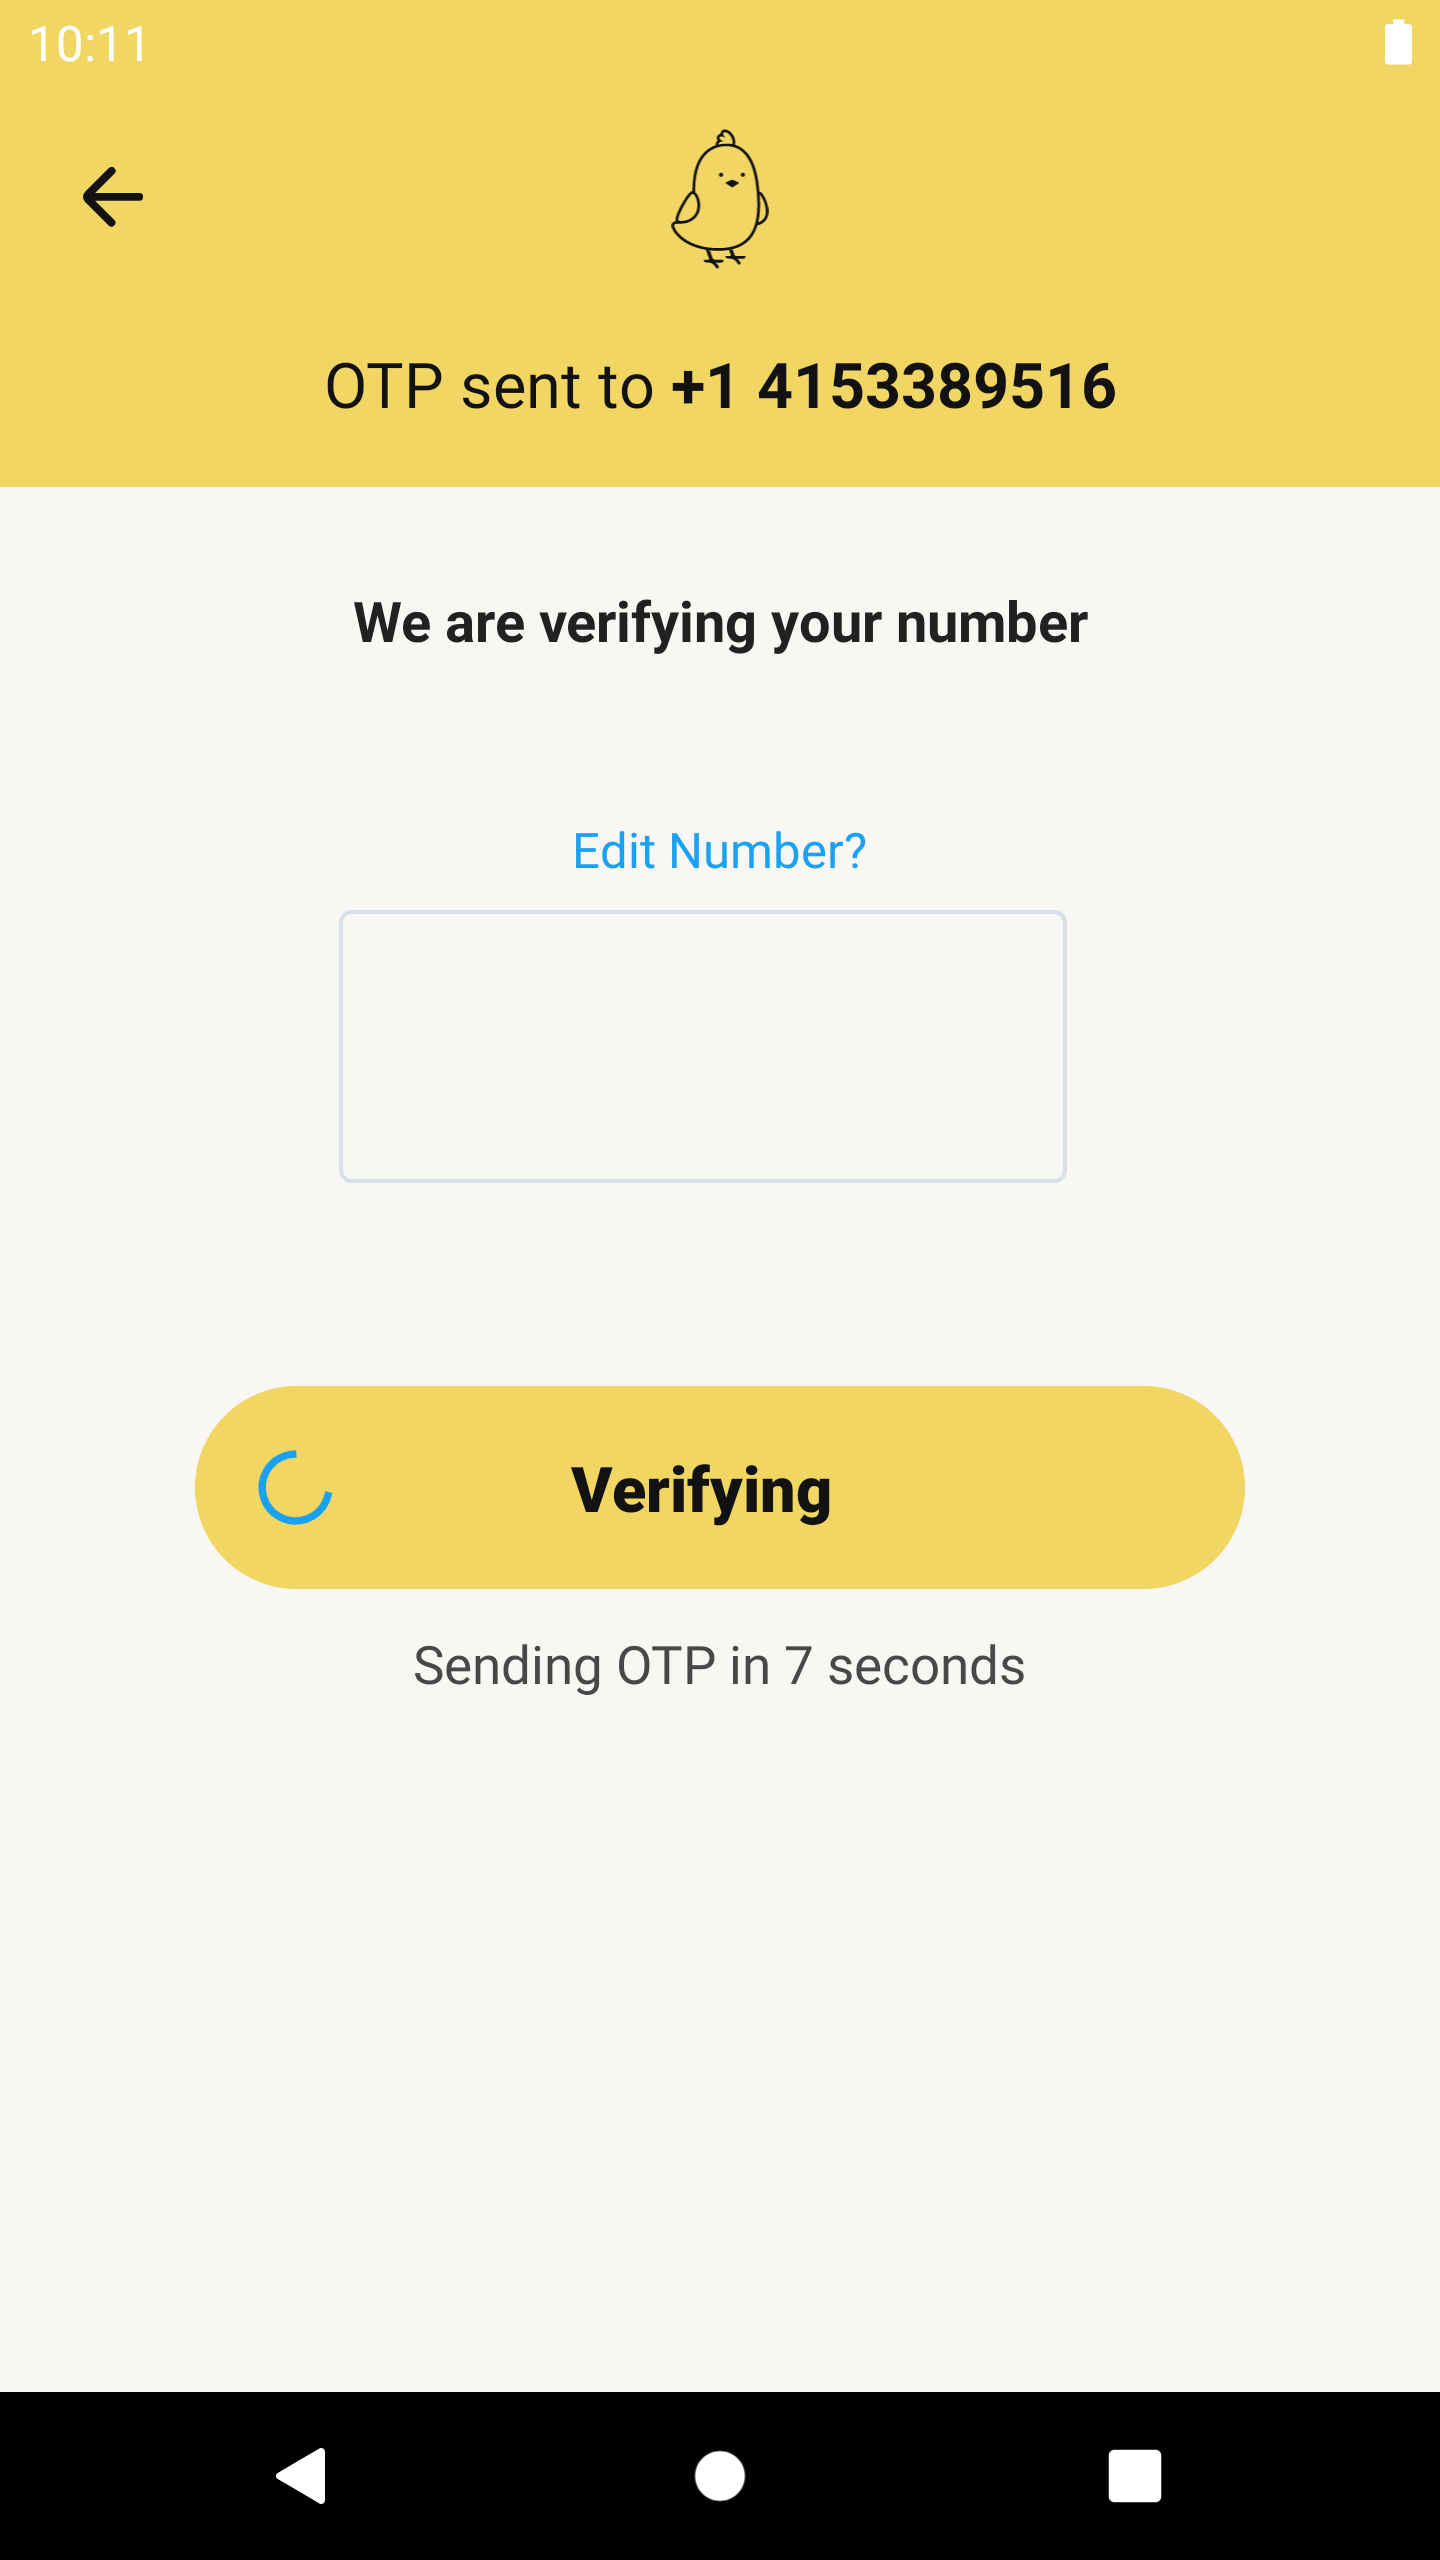 10:11
OTP sent to +1 4153389516
We are verifying your number
Edit Number?
Verifying
Sending OTP in 7 seconds